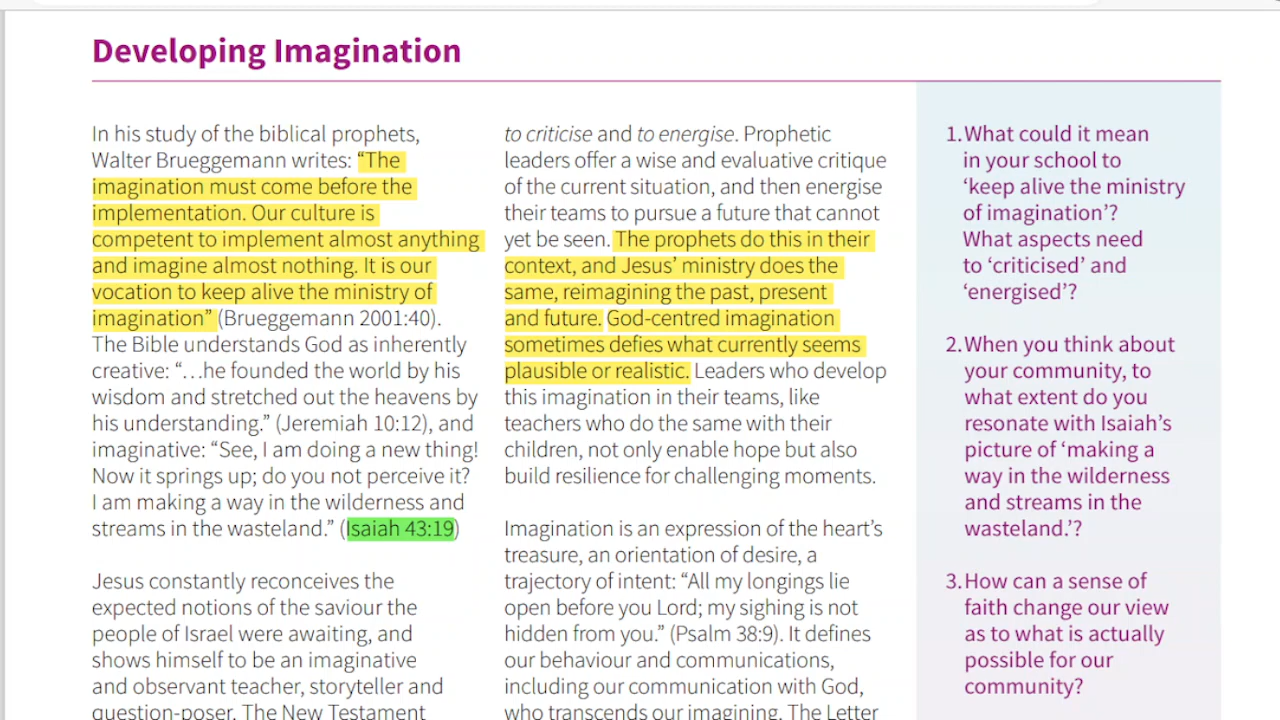 Developing Imagination
In his study of the biblical prophets,
Walter Brueggemann writes: “The
imagination must come before the
implementation. Our culture is
competent to implement almost anything
and imagine almost nothing. It is our
vocation to keep alive the ministry of
imagination” (Brueggemann 2001:40).
The Bible understands God as inherently
creative: “…he founded the world by his
wisdom and stretched out the heavens by
his understanding.” (Jeremiah 10:12), and
imaginative: “See, I am doing a new thing!
Now it springs up; do you not perceive it?
I am making a way in the wilderness and
streams in the wasteland.” (Isaiah 43:19)
Jesus constantly reconceives the
expected notions of the saviour the
people of Israel were awaiting, and
shows himself to be an imaginative
and observant teacher, storyteller and
question-poser. The New Testament
to criticise and to energise. Prophetic
leaders offer a wise and evaluative critique
of the current situation, and then energise
their teams to pursue a future that cannot
yet be seen. The prophets do this in their
context, and Jesus’ ministry does the
same, reimagining the past, present
and future. God-centred imagination
sometimes defies what currently seems
plausible or realistic. Leaders who develop
this imagination in their teams, like
teachers who do the same with their
children, not only enable hope but also
build resilience for challenging moments.
Imagination is an expression of the heart’s
treasure, an orientation of desire, a
trajectory of intent: “All my longings lie
open before you Lord; my sighing is not
hidden from you.” (Psalm 38:9). It defines
our behaviour and communications,
including our communication with God,
who transcends our imagining. The Letter
1. What could it mean
in your school to
‘keep alive the ministry
of imagination’?
What aspects need
to ‘criticised’ and
‘energised’?
2. When you think about
your community, to
what extent do you
resonate with Isaiah’s
picture of ‘making a
way in the wilderness
and streams in the
wasteland.’?
3. How can a sense of
faith change our view
as to what is actually
possible for our
community?